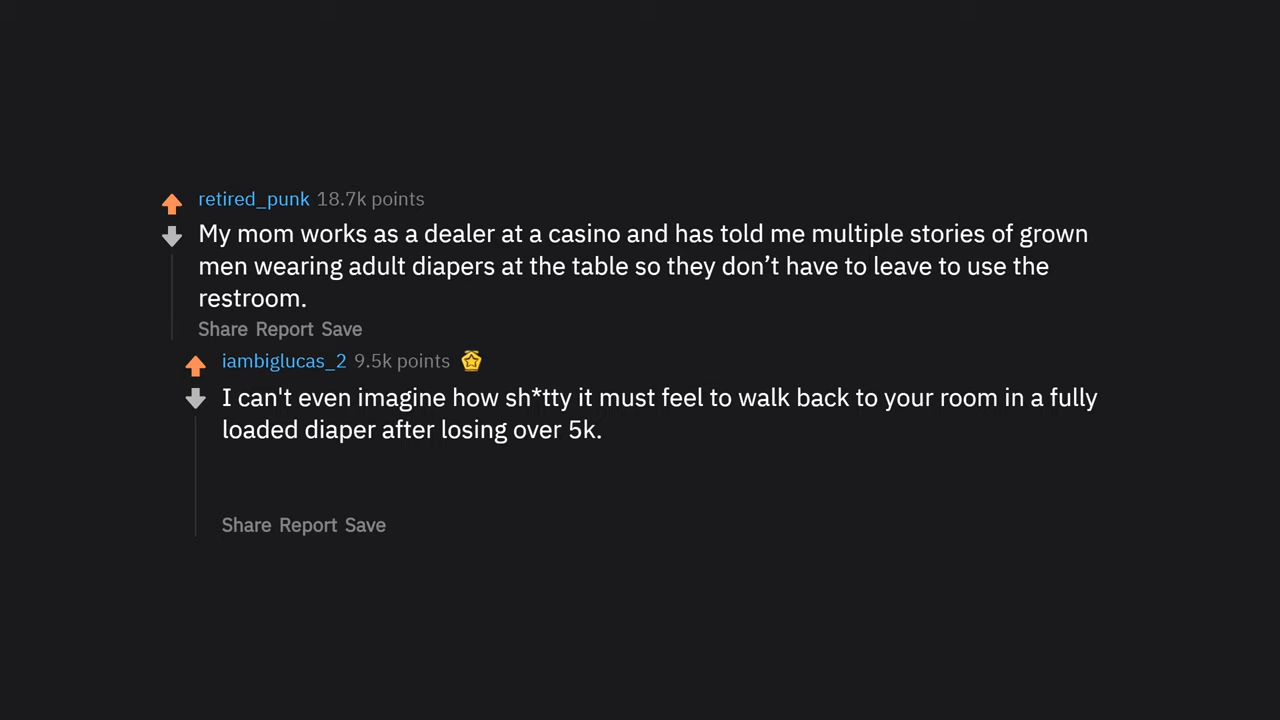 retired_punk 18.7k points
My mom works as a dealer at a casino and has told me multiple stories of grown
men wearing adult diapers at the table so they don’t have to leave to use the
restroom.
Share Report Save
iambiglucas_2 9.5k points
I can't even imagine how sh*tty it must feel to walk back to your room in a fully
loaded diaper after losing over 5k.
Share Report Save